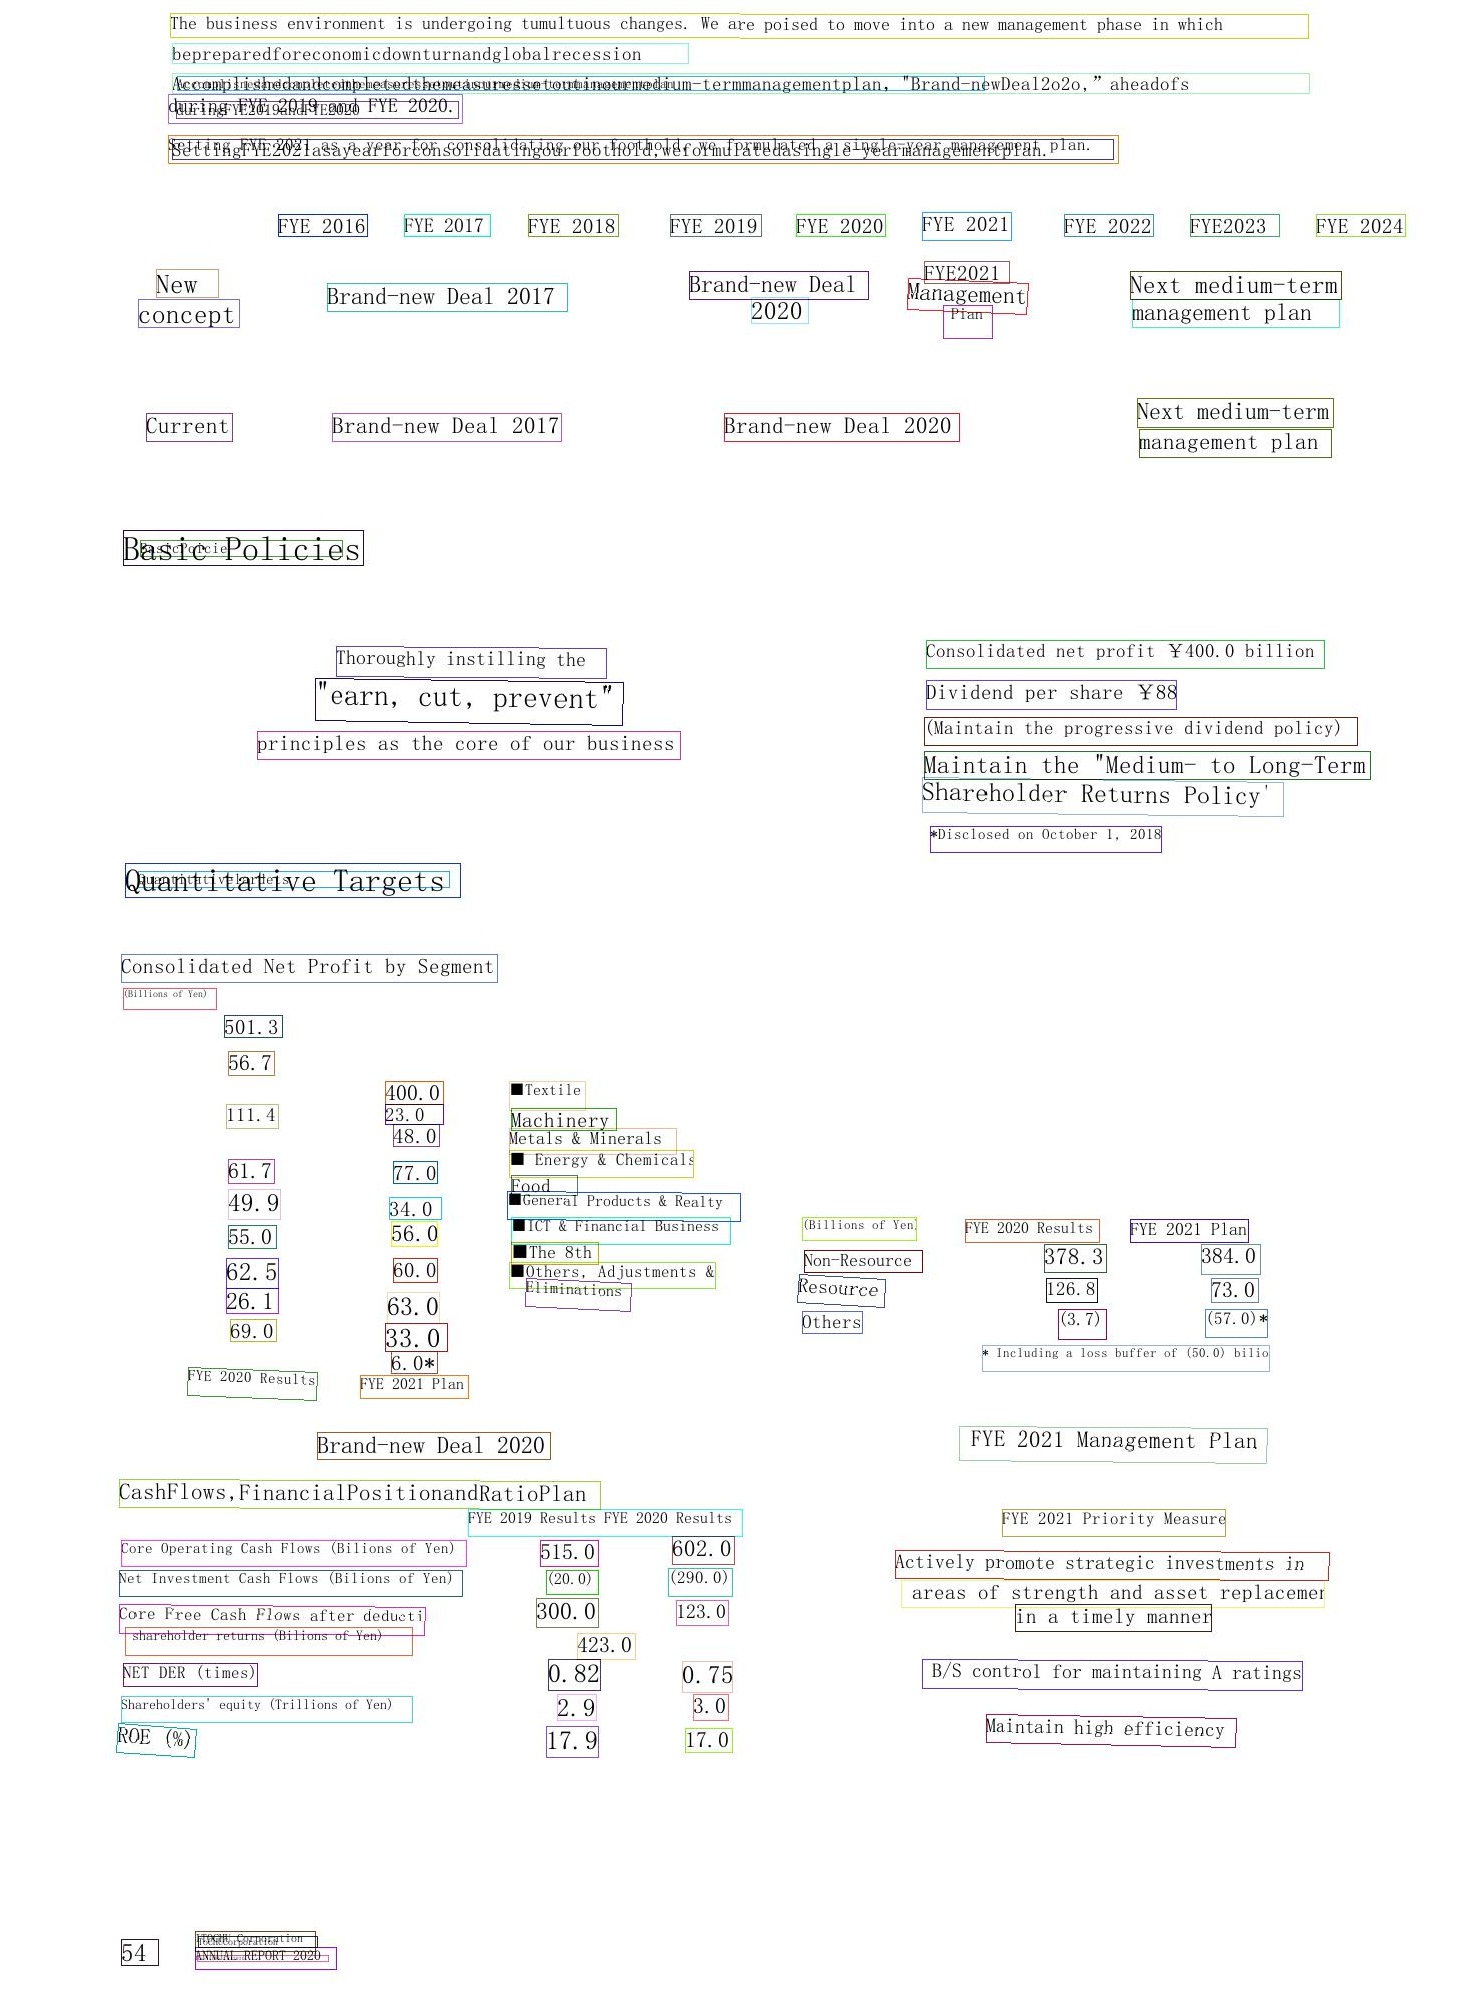 The business environment is undergoing tumultuous changes. We are poised to move into a new management phase in which
bepreparedforeconomicdownturnandglobalrecession
Accomplishedandcompletedthemeasuressetoutinourmedium-termmanagementplan, "Brand-newDeal2o2o,” aheadofs
during FYE 2019 and FYE 2020.
duringFYE2019andFYE2020
Setting FYE 2021 as a year for consolidating our foothold, we formulated a single-year management plan.
SettingFYE2021asayearforconsolidatingourfoothold,weformulatedasingle-yearmanagementplan.
FYE 2016 FYE 2017 FYE 2018 FYE 2019 FYE 2020 FYE 2021 FYE 2022 FYE2023 FYE 2024
New
concept
Brand-new Deal 2017
Brand-new Deal
2020
FYE2021
Management
Plan
Next medium-term
management plan
Current
Brand-new Deal 2017
Brand-new Deal 2020
Next medium-term
management plan
Basic Policies
Thoroughly instilling the
"earn, cut, prevent"
principles as the core of our business
Consolidated net profit ￥400.0 billion
Dividend per share ￥88
(Maintain the progressive dividend policy)
Maintain the "Medium- to Long-Term
Shareholder Returns Policy'
*Disclosed on October 1, 2018
Quantitative Targets
Consolidated Net Profit by Segment
(Billions of Yen)
501.3
56.7
111.4
61.7
49.9
55.0
62.5
26.1
69.0
FYE 2020 Results
400.0
23.0
48.0
77.0
34.0
56.0
60.0
63.0
33.0
6.0*
FYE 2021 Plan
■Textile
Machinery
Metals & Minerals
■ Energy & Chemicals
Food
■General Products & Realty
■ICT & Financial Business
■The 8th
■Others, Adjustments &
Eliminations
(Billions of Yen) FYE 2020 Results FYE 2021 Plan
Non-Resource 378.3 384.0
Resource 126.8 73.0
Others (3.7) (57.0)*
* Including a loss buffer of (50.0) bilio
Brand-new Deal 2020
CashFlows,FinancialPositionandRatioPlan
FYE 2019 Results FYE 2020 Results
Core Operating Cash Flows (Bilions of Yen) 515.0 602.0
Net Investment Cash Flows (Bilions of Yen) (20.0) (290.0)
Core Free Cash Flows after deducti 300.0 123.0
shareholder returns (Bilions of Yen)
423.0
NET DER (times) 0.82 0.75
Shareholders' equity (Trillions of Yen) 2.9 3.0
ROE (%) 17.9 17.0
FYE 2021 Management Plan
FYE 2021 Priority Measure
Actively promote strategic investments in
areas of strength and asset replacemer
in a timely manner
B/S control for maintaining A ratings
Maintain high efficiency
54
ITOCHU Corporation
ANNUAL REPORT 2020